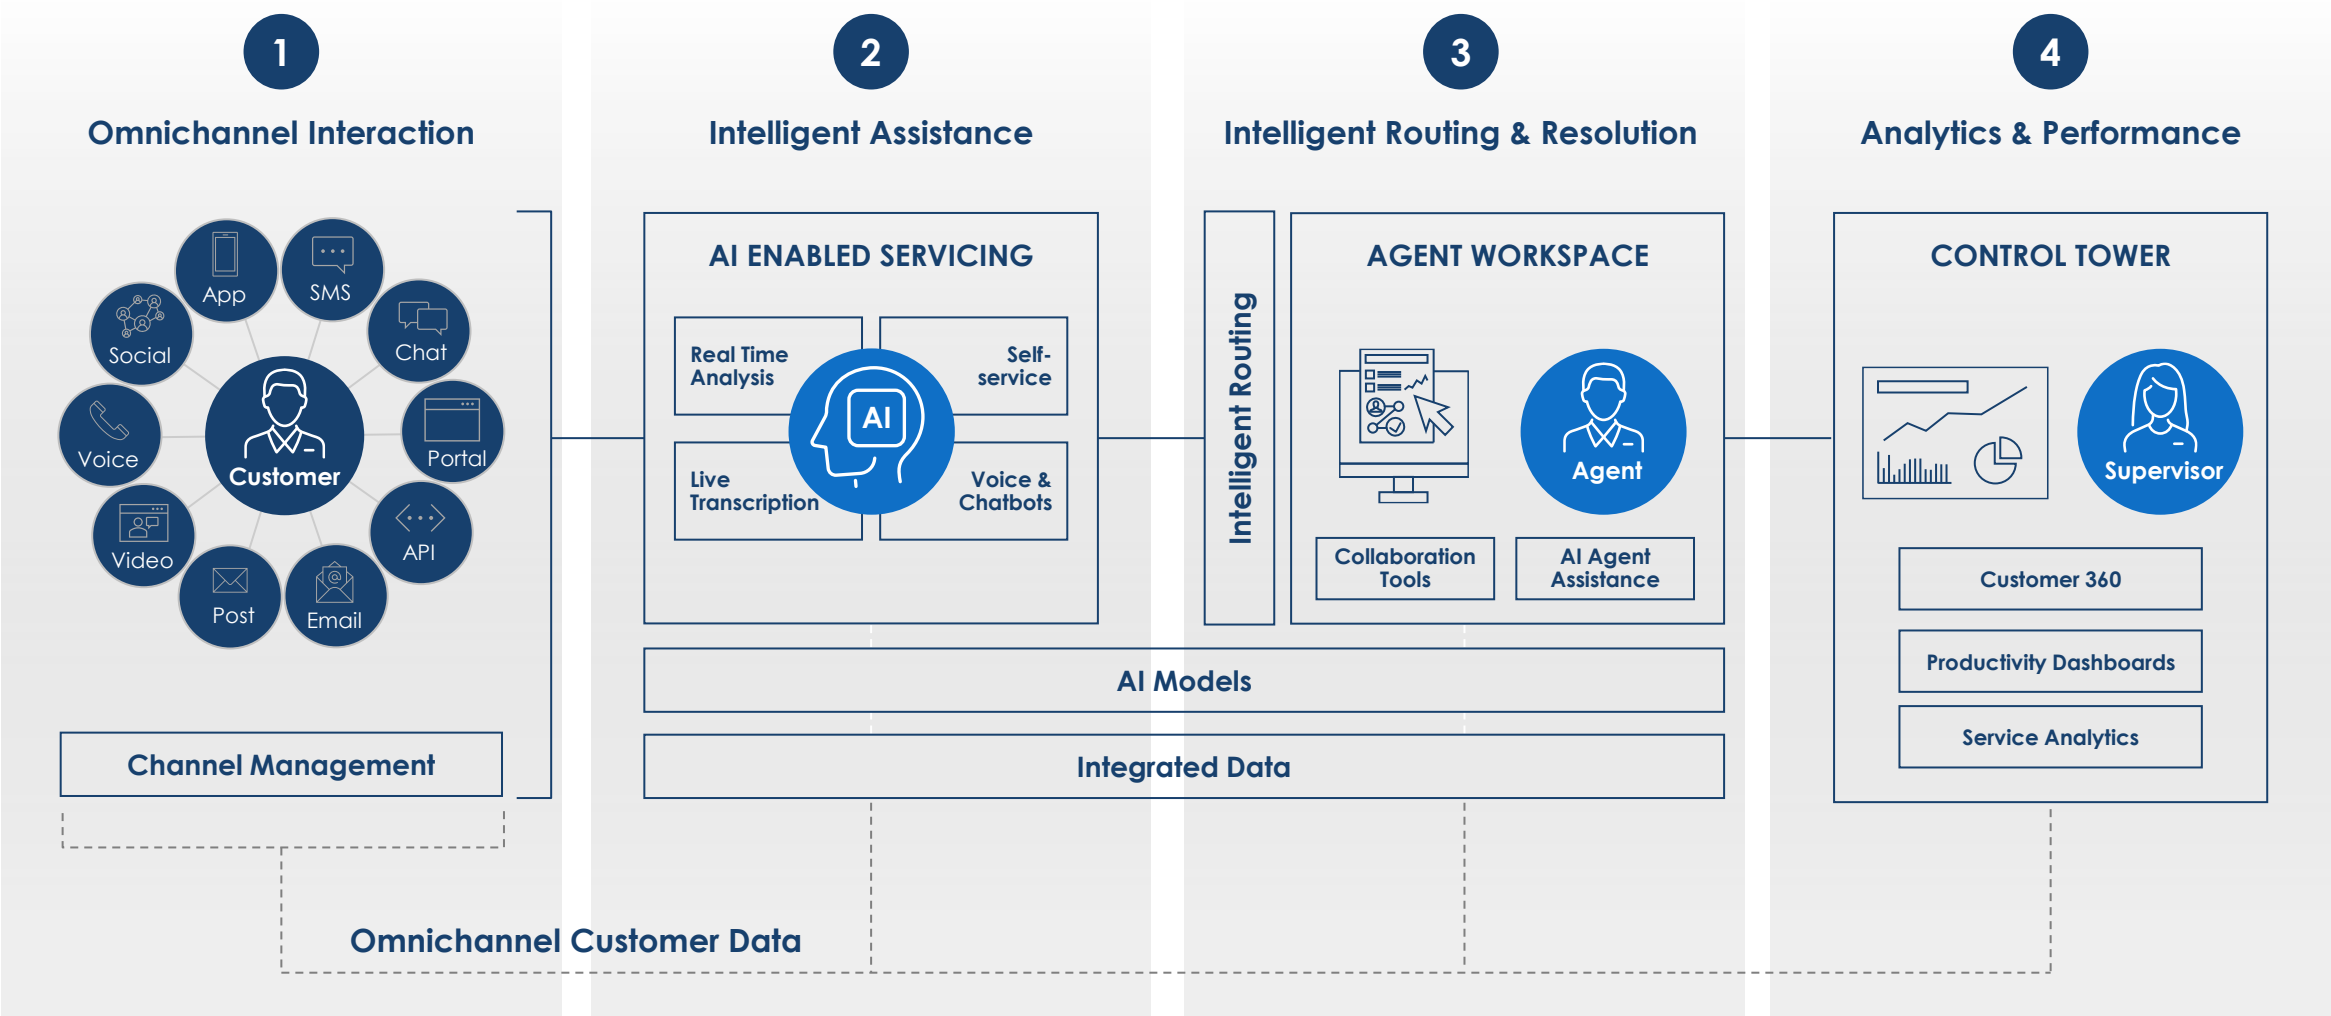 1
Omnichannel Interaction
App
SMS
Social
Chat
Voice
Customer
Portal
Video
API
Post
Email
Channel Management
2
Intelligent Assistance
AI ENABLED SERVICING
Real Time
Analysis
Self-
service
AI
Live
Transcription
Voice &
Chatbots
3
Intelligent Routing & Resolution
Intelligent Routing
AGENT WORKSPACE
Agent
Collaboration
Tools
AI Agent
Assistance
AI Models
Integrated Data
4
Analytics & Performance
CONTROL TOWER
Supervisor
Customer 360
Productivity Dashboards
Service Analytics
Omnichannel Customer Data